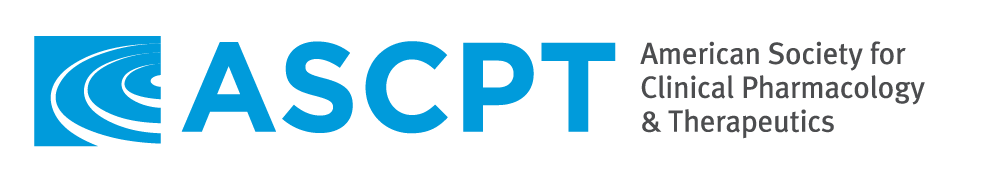 ASCPT
American Society for
Clinical Pharmacology
& Therapeutics